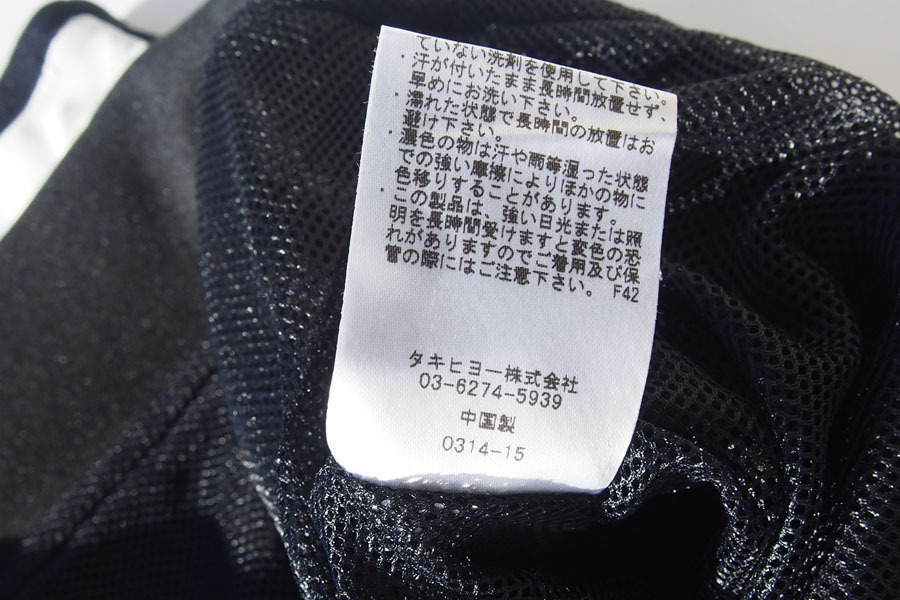 ていない洗剤を使用して下さい。
・汗が付いたまま長時間放置せず、
早めにお洗い下さい。
・濡れた状態で長時間の放置はお
避け下さい。
・濃色の物は汗や雨等湿った状態
での強い摩擦によりほかの物に
色移りすることがあります。
・この製品は、強い日光または照
明を長時間受けますと変色の恐
れがありますのでご着用及び保
管の際にはご注意下さい。 F42
タキヒヨー株式会社
03-6274-5939
中国製
0314-15